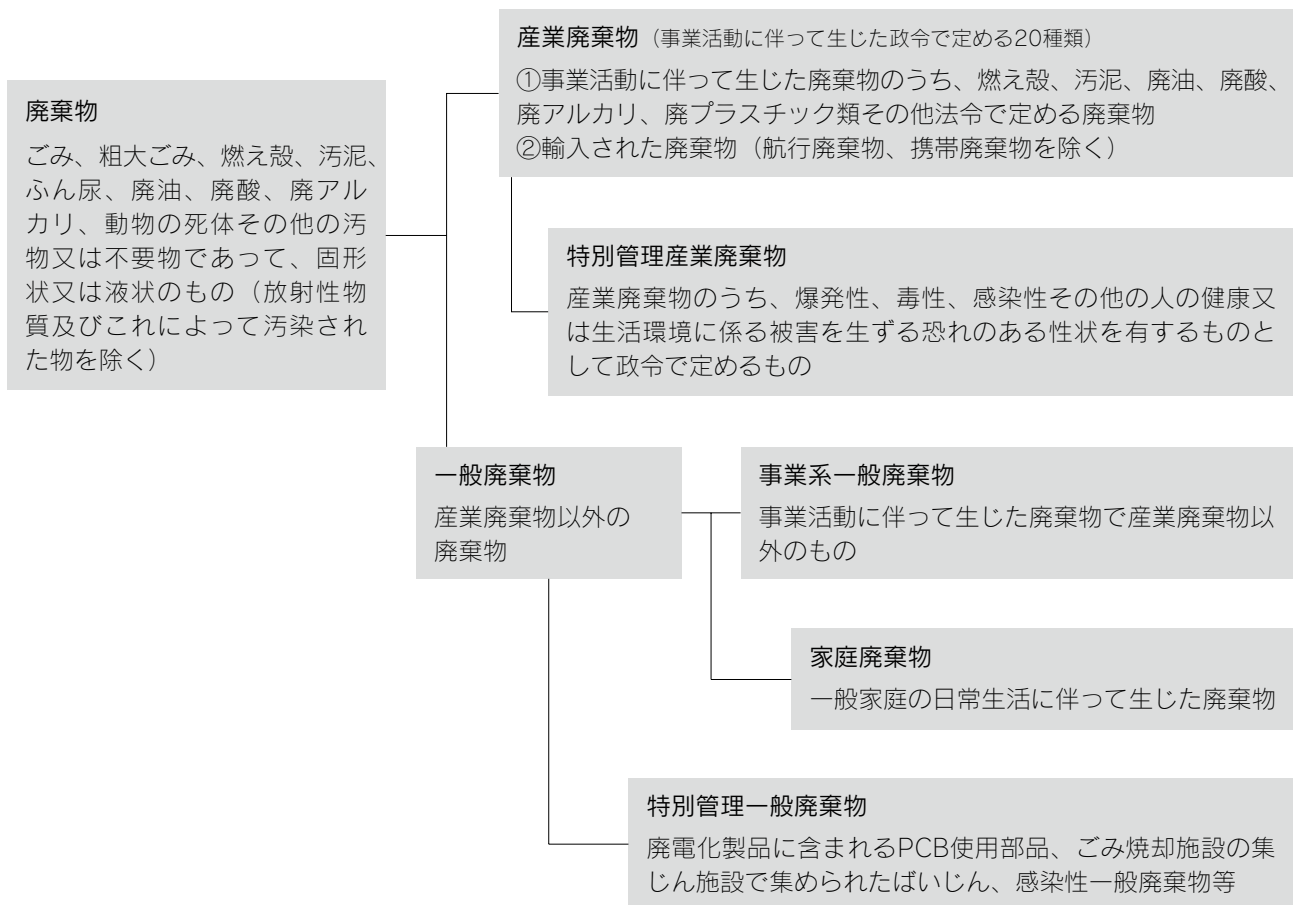 廃棄物
ごみ、粗大ごみ、燃え殻、汚泥、
ふん尿、廃油、廃酸、廃アル
カリ、動物の死体その他の汚
物又は不要物であって、固形
状又は液状のもの（放射性物
質及びこれによって汚染され
た物を除く）
産業廃棄物（事業活動に伴って生じた政令で定める20種類）
①事業活動に伴って生じた廃棄物のうち、燃え殻、汚泥、廃油、廃酸、
廃アルカリ、廃プラスチック類その他法令で定める廃棄物
②輸入された廃棄物（航行廃棄物、携帯廃棄物を除く）
特別管理産業廃棄物
産業廃棄物のうち、爆発性、毒性、感染性その他の人の健康又
は生活環境に係る被害を生ずる恐れのある性状を有するものと
して政令で定めるもの
一般廃棄物
産業廃棄物以外の
廃棄物
事業系一般廃棄物
事業活動に伴って生じた廃棄物で産業廃棄物以
外のもの
家庭廃棄物
一般家庭の日常生活に伴って生じた廃棄物
特別管理一般廃棄物
廃電化製品に含まれるPCB使用部品、ごみ焼却施設の集
じん施設で集められたばいじん、感染性一般廃棄物等